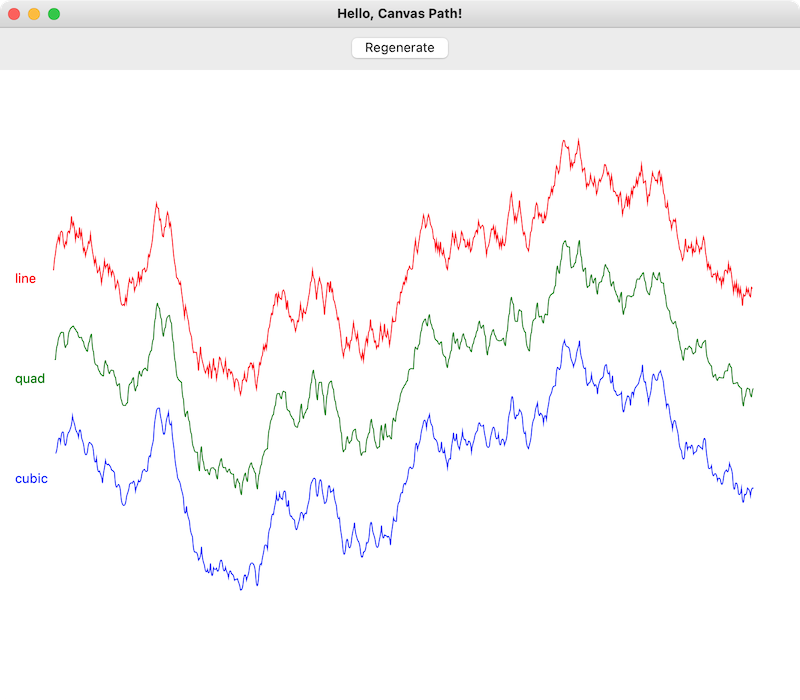 Hello, Canvas Path!
Regenerate
line
quad
cubic